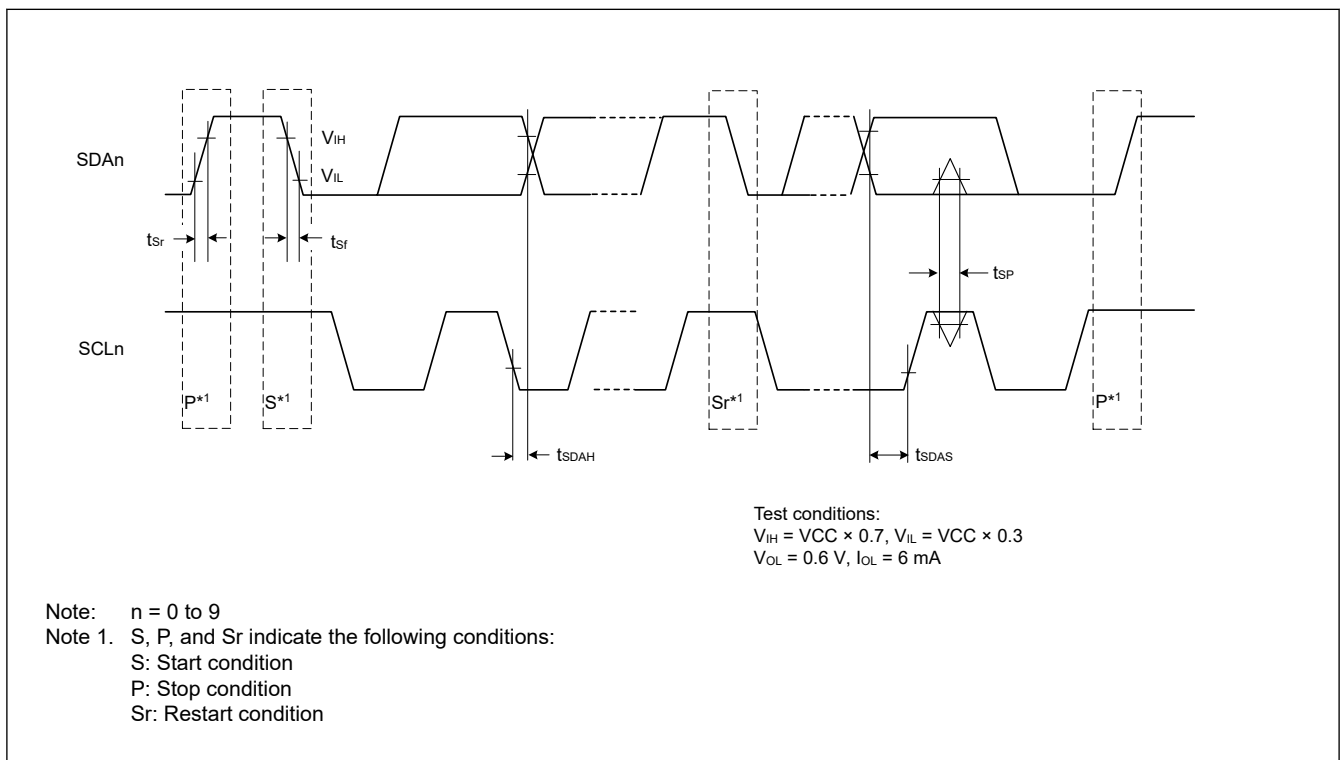 SDAn
VIH
VIL
tSr
tSf
tSP
SCLn
P*1
S*1
Sr*1
P*1
tSDAH
tSDAS
Test conditions:
VIH = VCC × 0.7, VIL = VCC × 0.3
VOL = 0.6 V, IOL = 6 mA
Note: n = 0 to 9
Note 1. S, P, and Sr indicate the following conditions:
S: Start condition
P: Stop condition
Sr: Restart condition